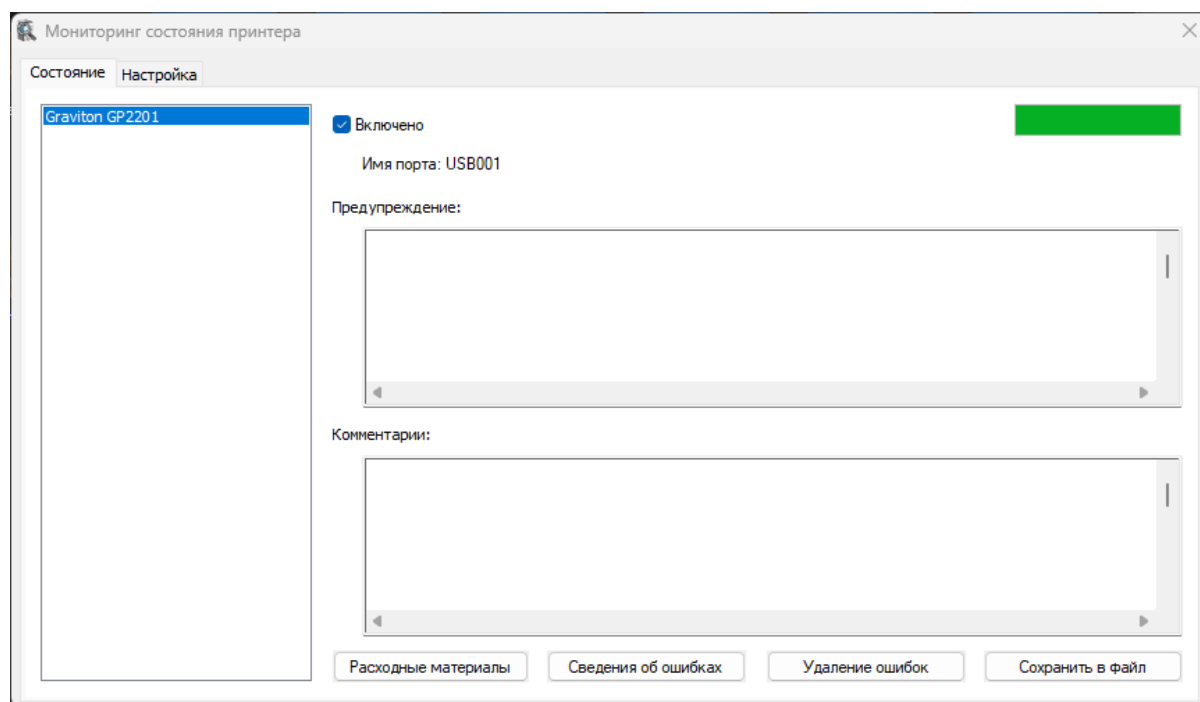 Мониторинг состояния принтера
Состояние Настройка
Graviton GP2201
Включено
Имя порта: USB001
Предупреждение:
Комментарии:
Расходные материалы Сведения об ошибках Удаление ошибок Сохранить в файл